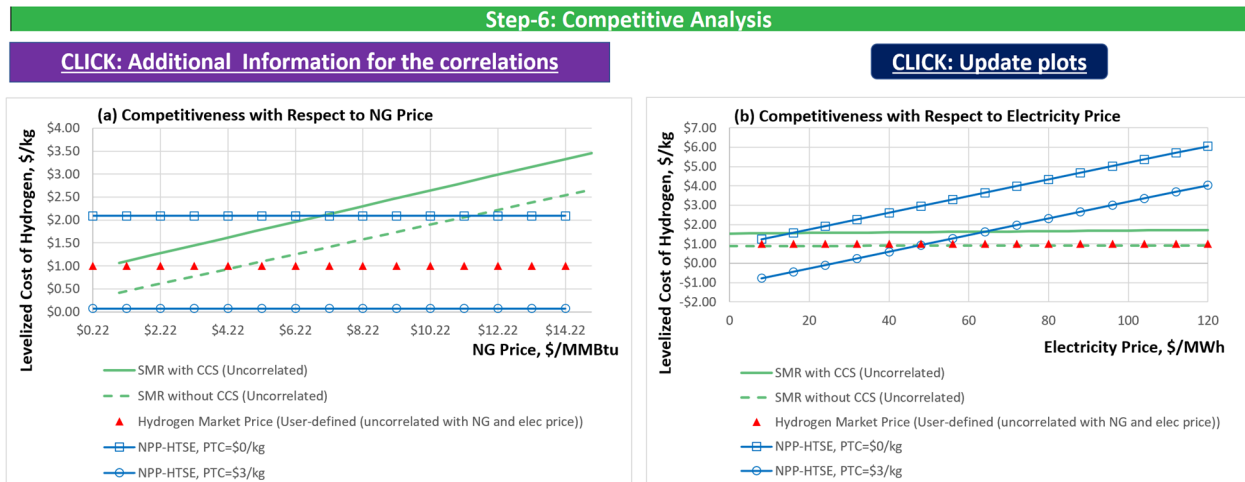 Step-6: Competitive Analysis
CLICK: Additional Information for the correlations
CLICK: Update plots
(a) Competitiveness with Respect to NG Price
Levelized Cost of Hydrogen, $/kg
$4.00
$3.50
$3.00
$2.50
$2.00
$1.50
$1.00
$0.50
$0.00
$0.22 $2.22 $4.22 $6.22 $8.22 $10.22 $12.22 $14.22
NG Price, $/MMBtu
SMR with CCS (Uncorrelated)
SMR without CCS (Uncorrelated)
Hydrogen Market Price (User-defined (uncorrelated with NG and elec price))
NPP-HTSE, PTC=$0/kg
NPP-HTSE, PTC=$3/kg
(b) Competitiveness with Respect to Electricity Price
Levelized Cost of Hydrogen, $/kg
$7.00
$6.00
$5.00
$4.00
$3.00
$2.00
$1.00
$0.00
-$1.00
-$2.00
0 20 40 60 80 100 120
Electricity Price, $/MWh
SMR with CCS (Uncorrelated)
SMR without CCS (Uncorrelated)
Hydrogen Market Price (User-defined (uncorrelated with NG and elec price))
NPP-HTSE, PTC=$0/kg
NPP-HTSE, PTC=$3/kg